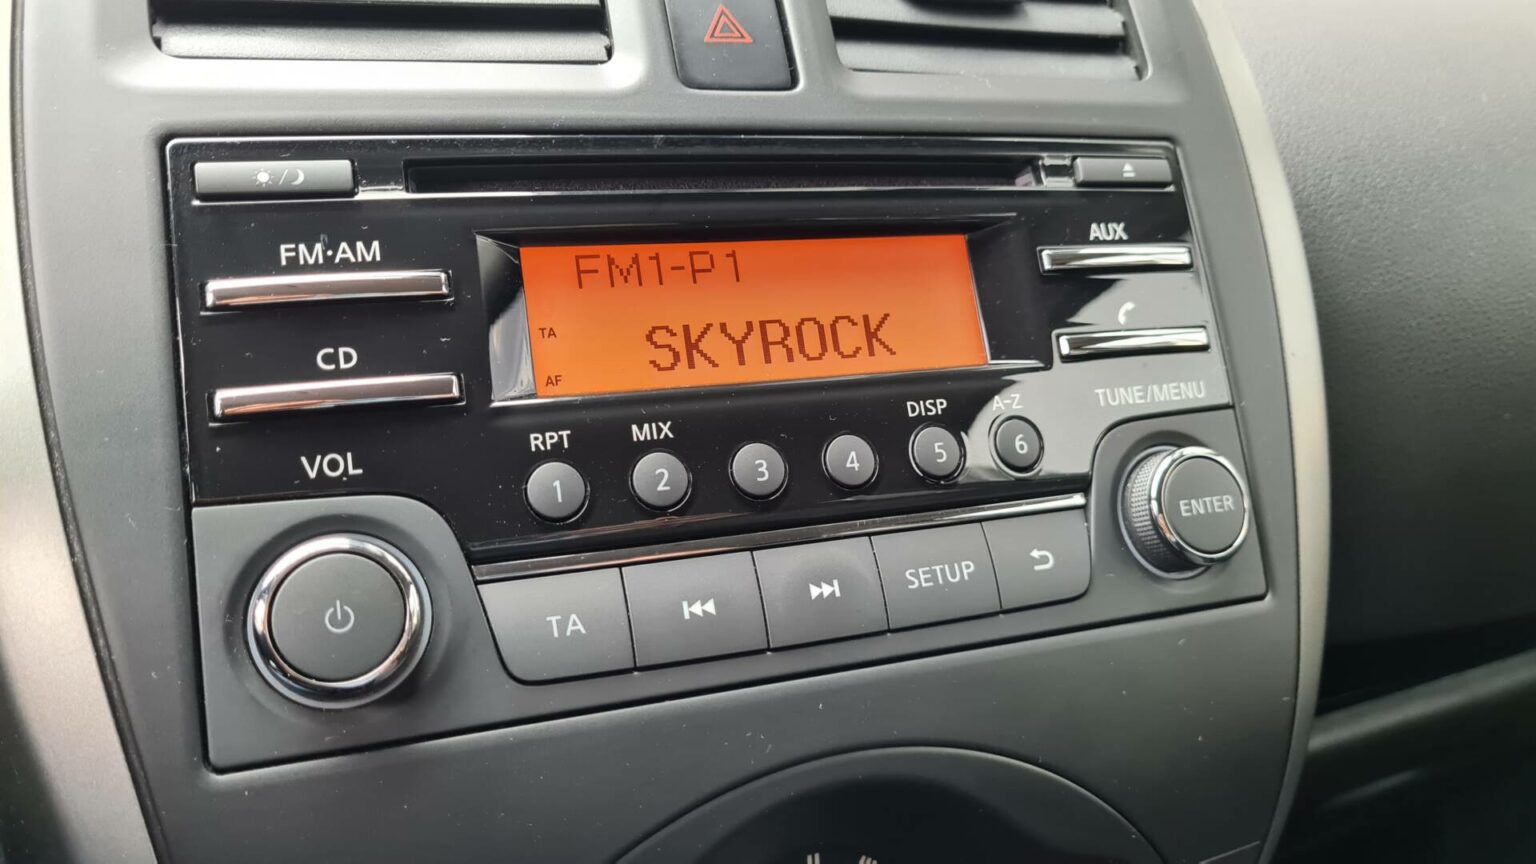 FM·AM
AUX
FM1-P1
TA
SKYROCK
AF
CD
TUNE/MENU
RPT
MIX
DISP
A-Z
VOL
1
2
3
4
5
6
ENTER
TA
SETUP